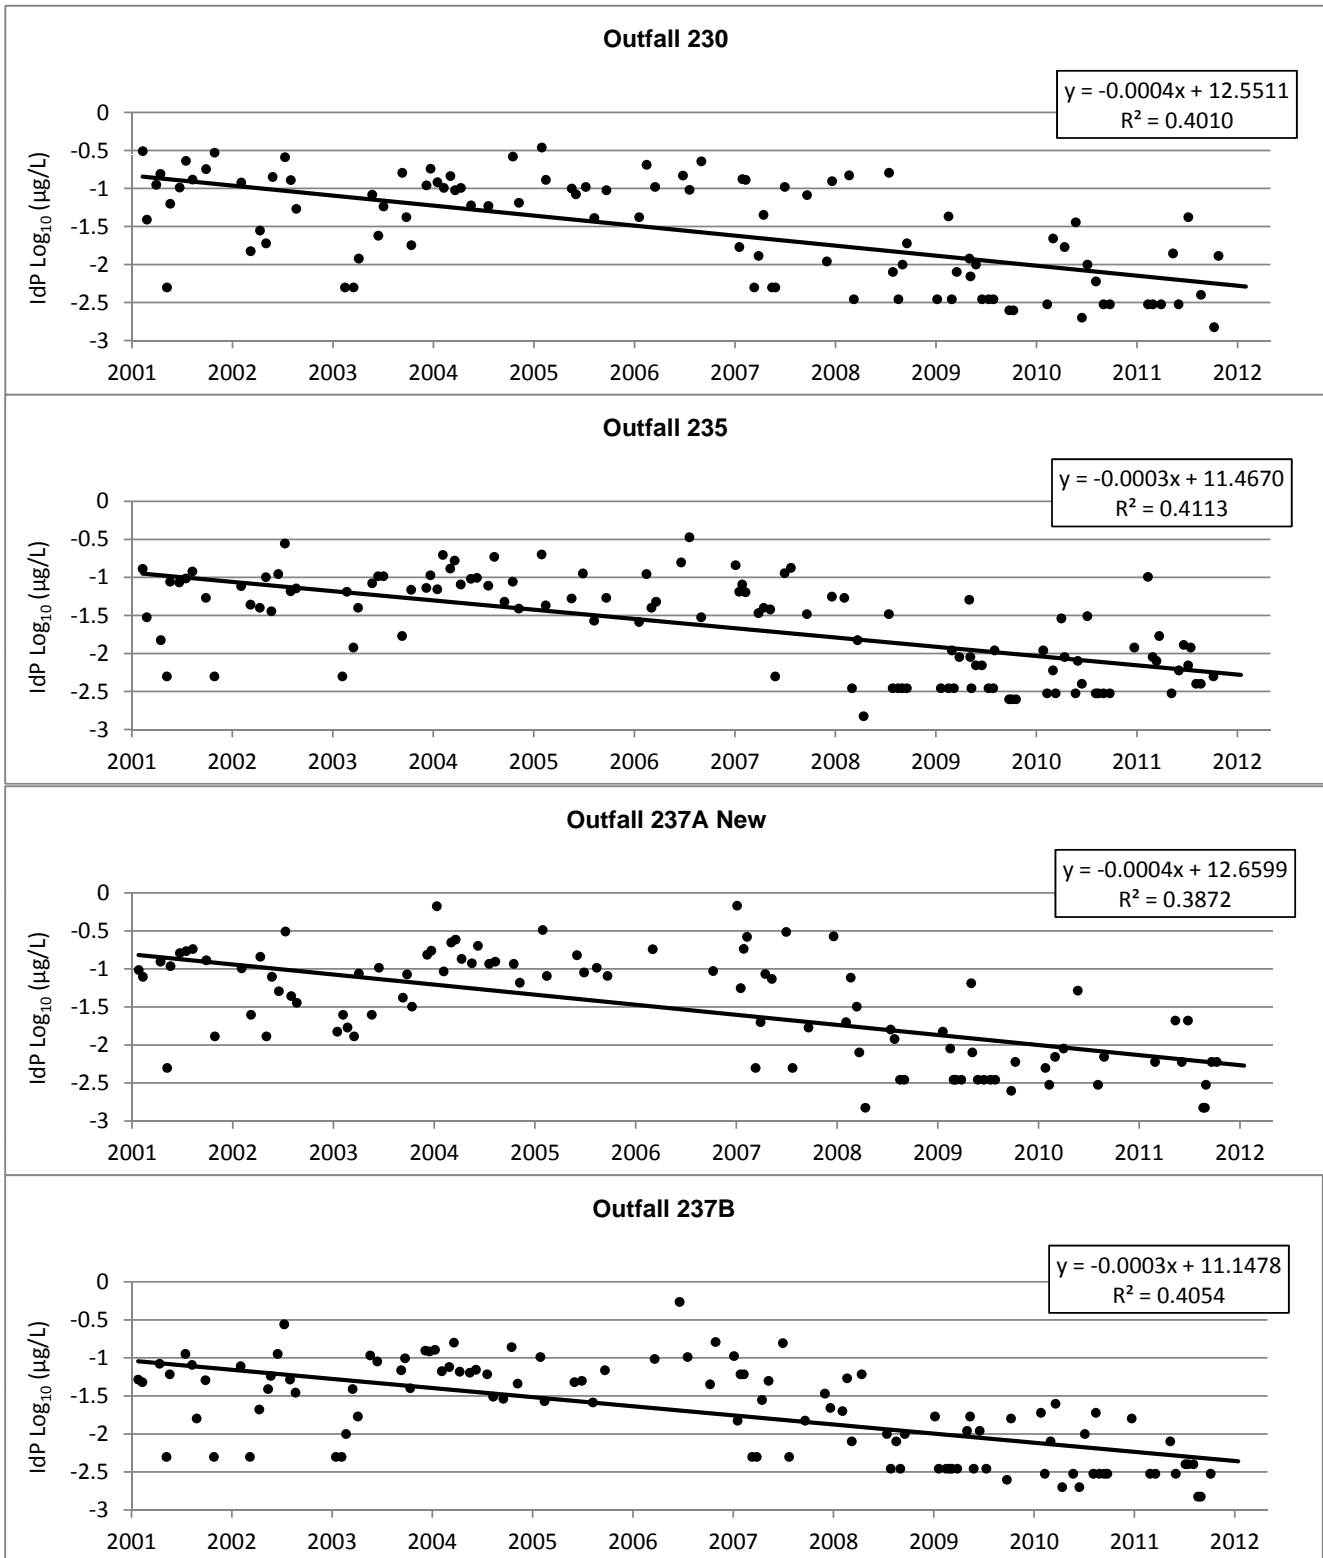 Outfall 230
y = -0.0004x + 12.5511
R² = 0.4010
IdP Log₁₀ (µg/L)
0
-0.5
-1
-1.5
-2
-2.5
-3
2001 2002 2003 2004 2005 2006 2007 2008 2009 2010 2011 2012
Outfall 235
y = -0.0003x + 11.4670
R² = 0.4113
IdP Log₁₀ (µg/L)
0
-0.5
-1
-1.5
-2
-2.5
-3
2001 2002 2003 2004 2005 2006 2007 2008 2009 2010 2011 2012
Outfall 237A New
y = -0.0004x + 12.6599
R² = 0.3872
IdP Log₁₀ (µg/L)
0
-0.5
-1
-1.5
-2
-2.5
-3
2001 2002 2003 2004 2005 2006 2007 2008 2009 2010 2011 2012
Outfall 237B
y = -0.0003x + 11.1478
R² = 0.4054
IdP Log₁₀ (µg/L)
0
-0.5
-1
-1.5
-2
-2.5
-3
2001 2002 2003 2004 2005 2006 2007 2008 2009 2010 2011 2012